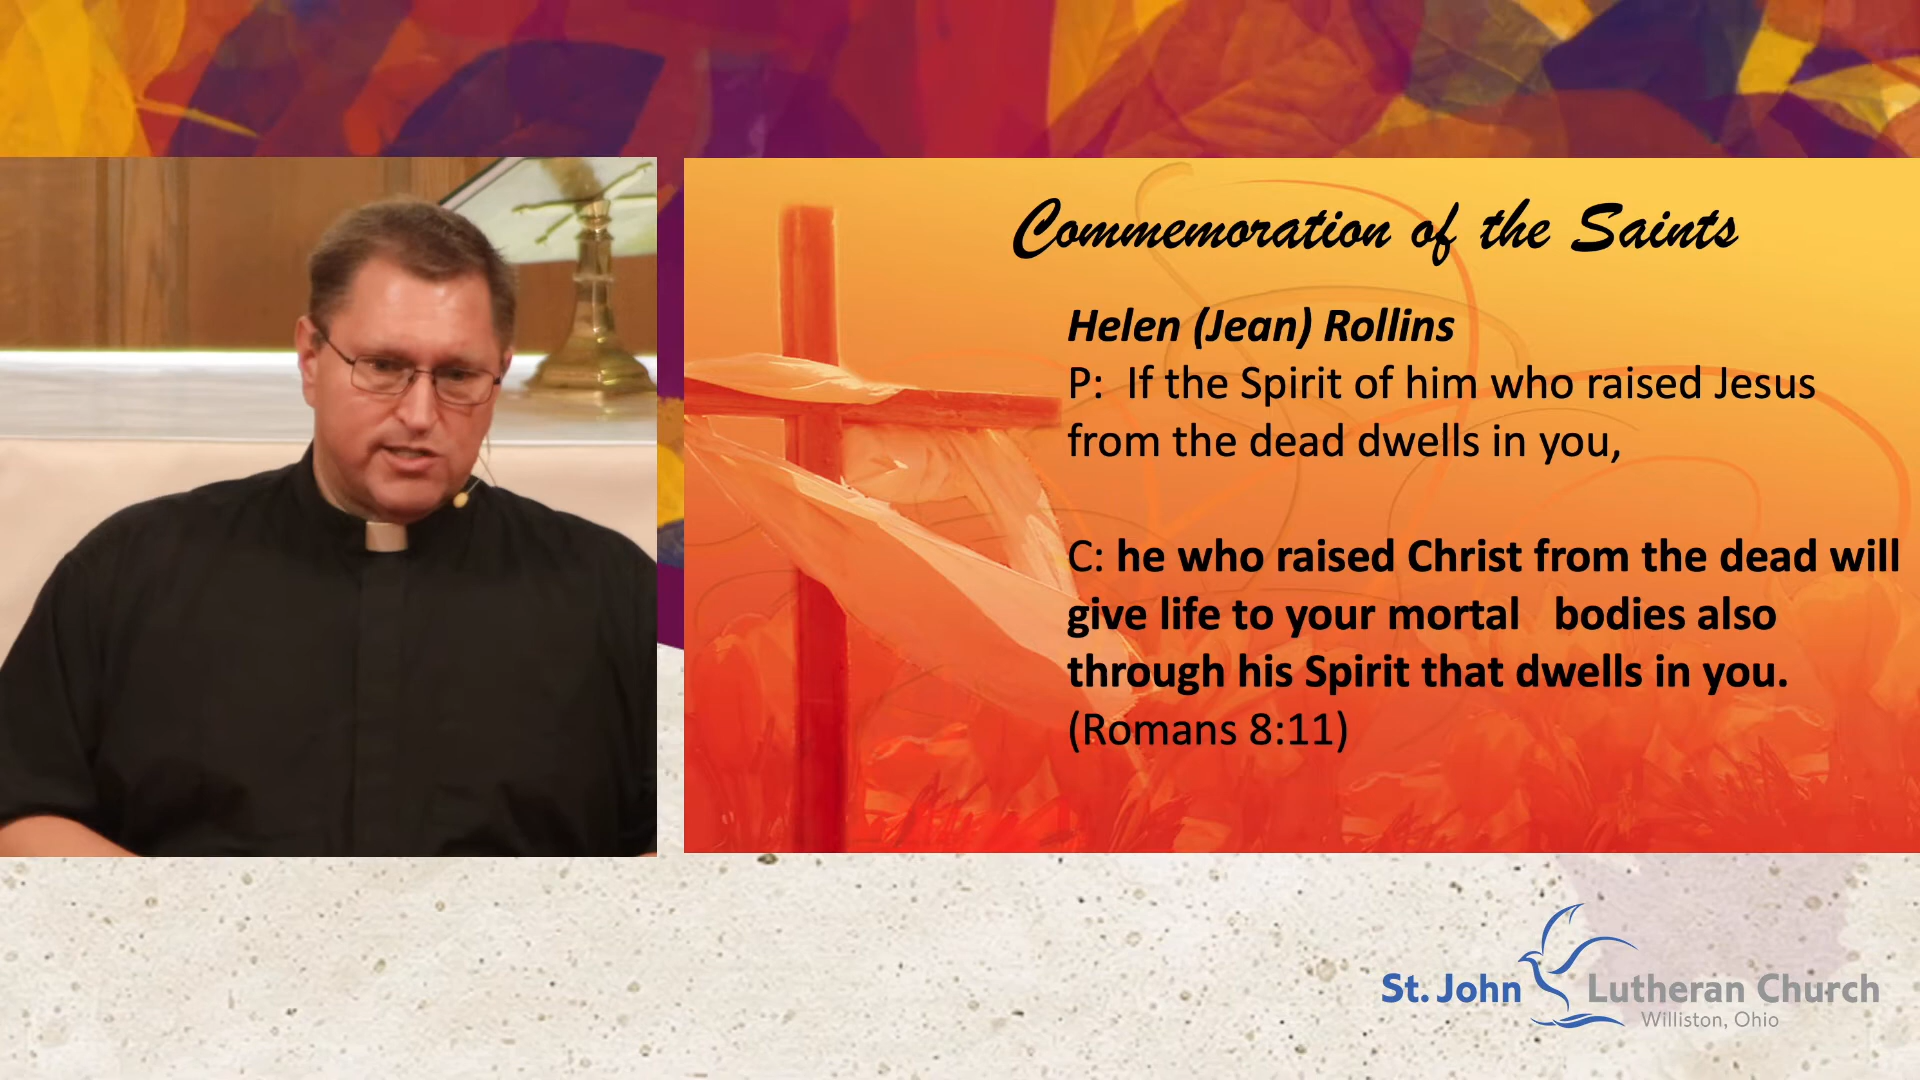 Commemoration of the Saints
Helen (Jean) Rollins
P: If the Spirit of him who raised Jesus
from the dead dwells in you,
C: he who raised Christ from the dead will
give life to your mortal bodies also
through his Spirit that dwells in you.
(Romans 8:11)
St. John Lutheran Church
Williston, Ohio